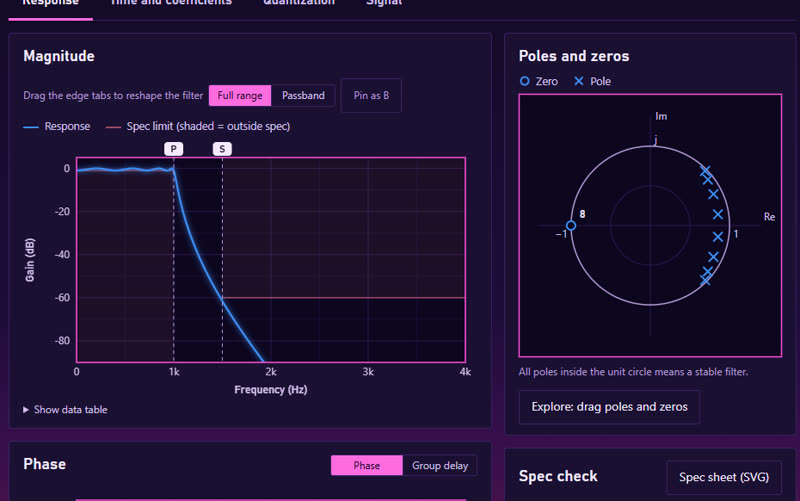 Response Time and coefficients Quantization Signal
Magnitude
Drag the edge tabs to reshape the filter Full range Passband Pin as B
Response Spec limit (shaded = outside spec)
P S
0
-20
-40
-60
-80
Gain (dB)
0 1k 2k 3k 4k
Frequency (Hz)
Show data table
Poles and zeros
Zero Pole
Im
j
8
Re
−1 1
All poles inside the unit circle means a stable filter.
Explore: drag poles and zeros
Phase Phase Group delay
Spec check Spec sheet (SVG)